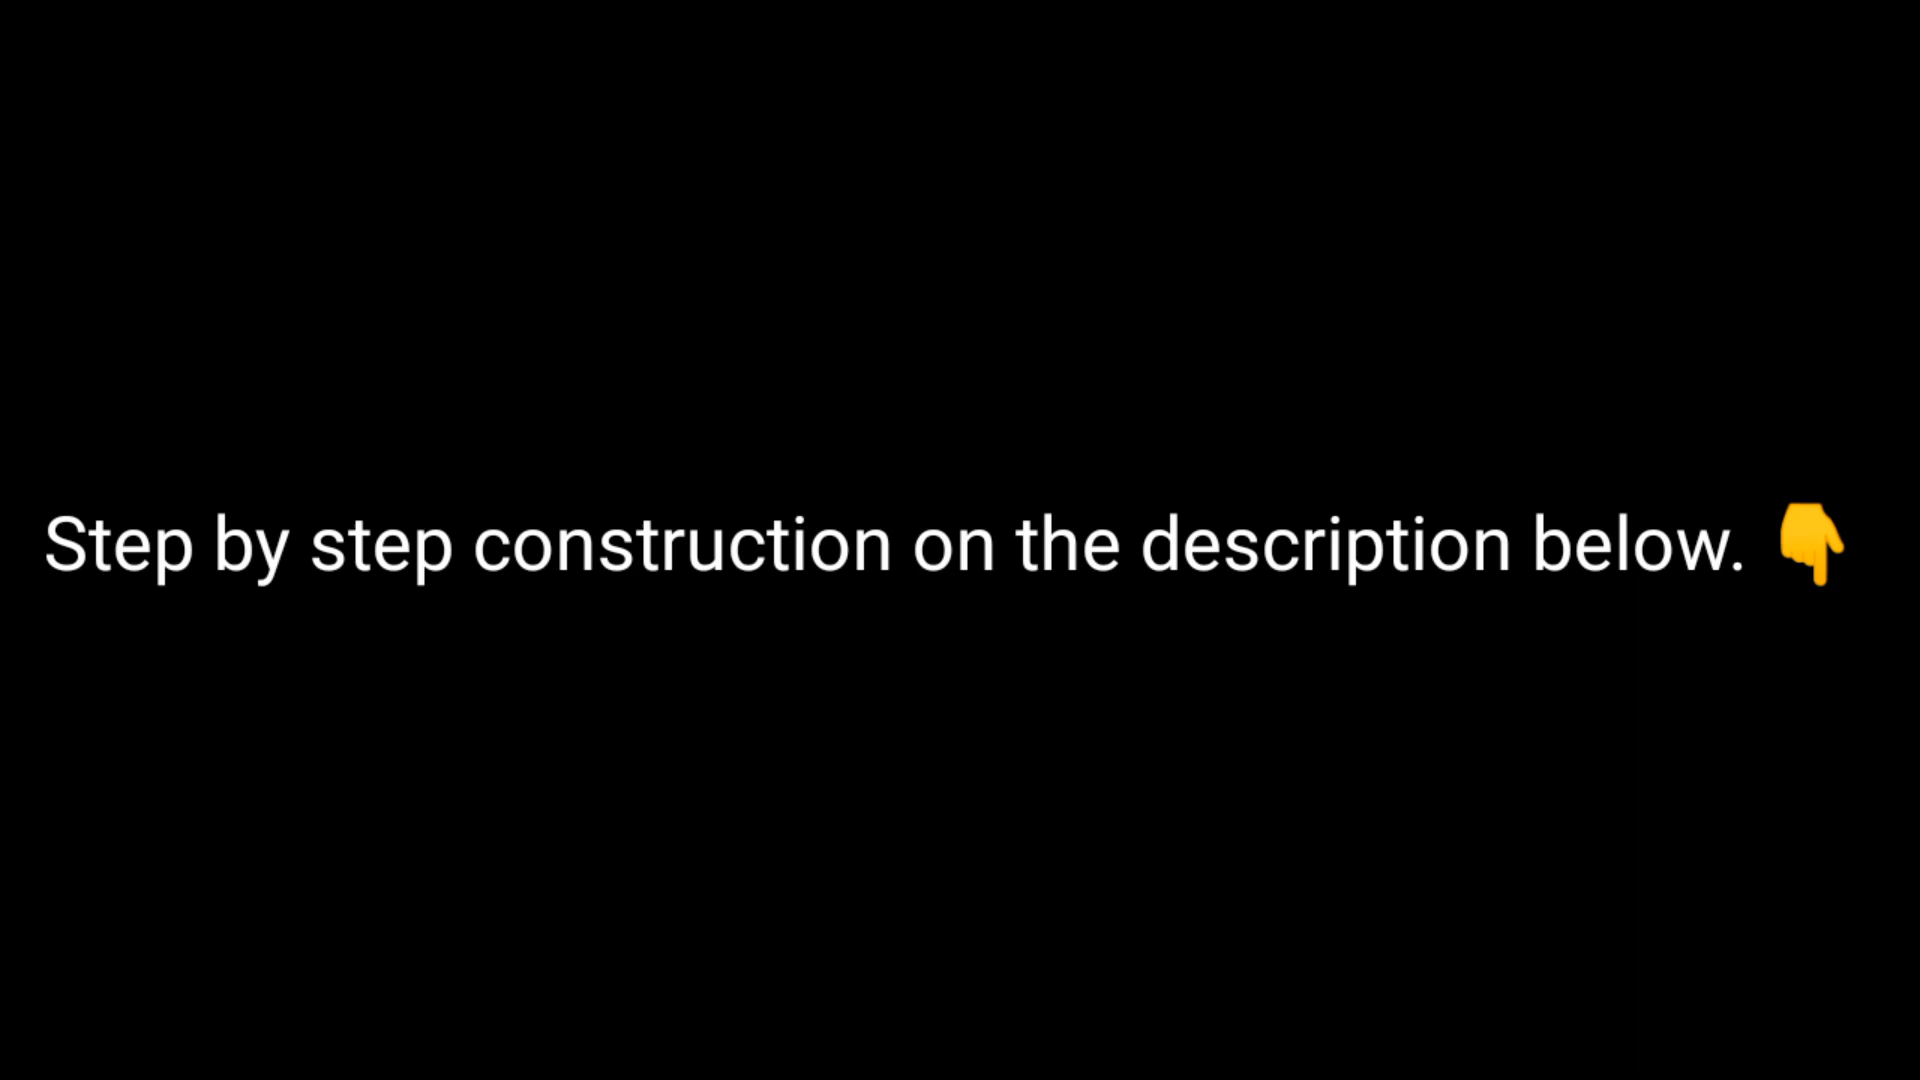 Step by step construction on the description below. 👇